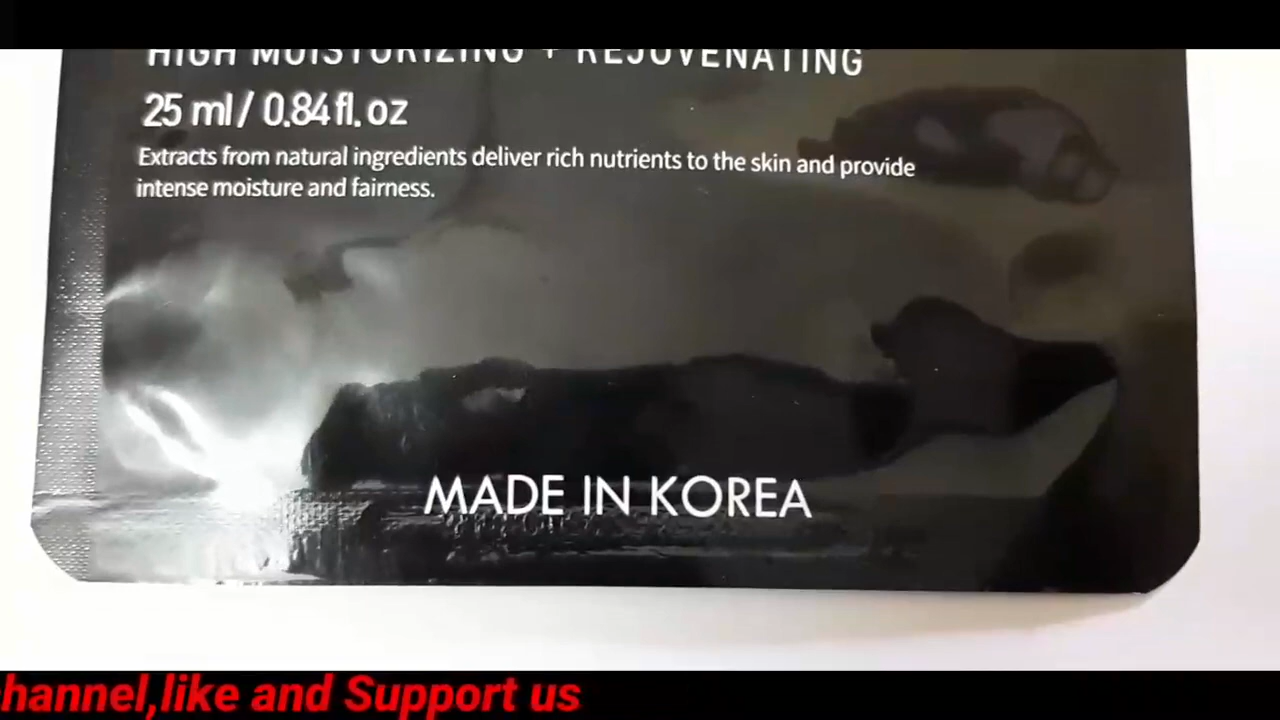 HIGH MOISTURIZING + REJUVENATING
25 ml / 0.84 fl. oz
Extracts from natural ingredients deliver rich nutrients to the skin and provide
intense moisture and fairness.
MADE IN KOREA
hannel,like and Support us